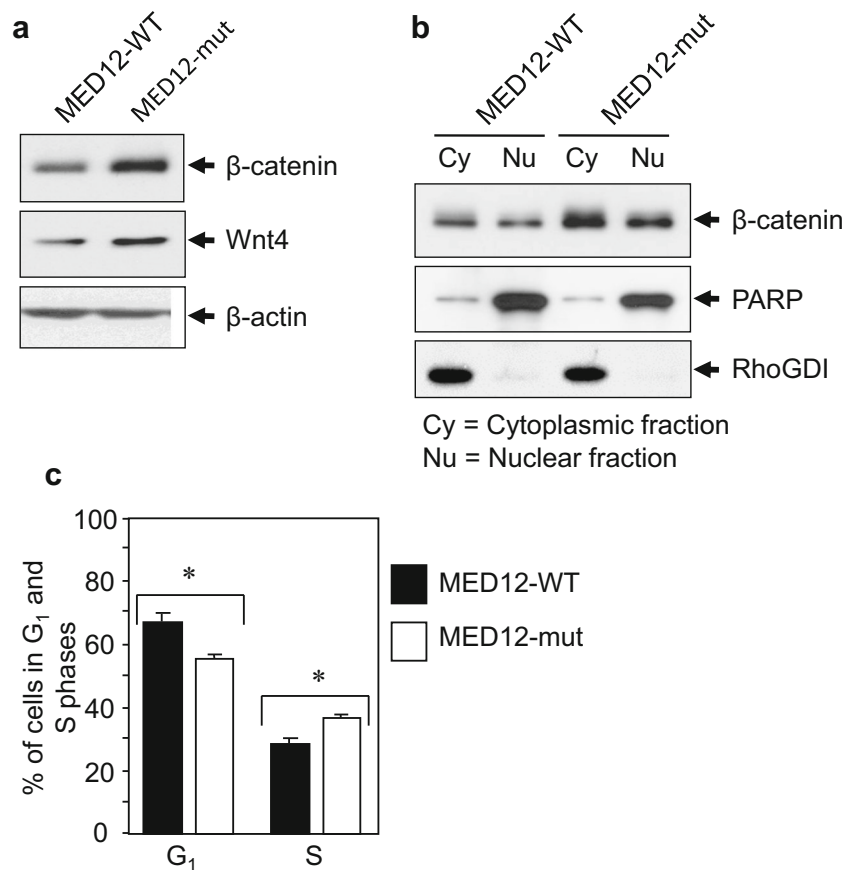 a
MED12-WT
MED12-mut
β-catenin
Wnt4
β-actin
b
MED12-WT
MED12-mut
Cy Nu Cy Nu
β-catenin
PARP
RhoGDI
Cy = Cytoplasmic fraction
Nu = Nuclear fraction
c
% of cells in G₁ and
S phases
100
80
60
40
20
0
*
*
G₁ S
MED12-WT
MED12-mut